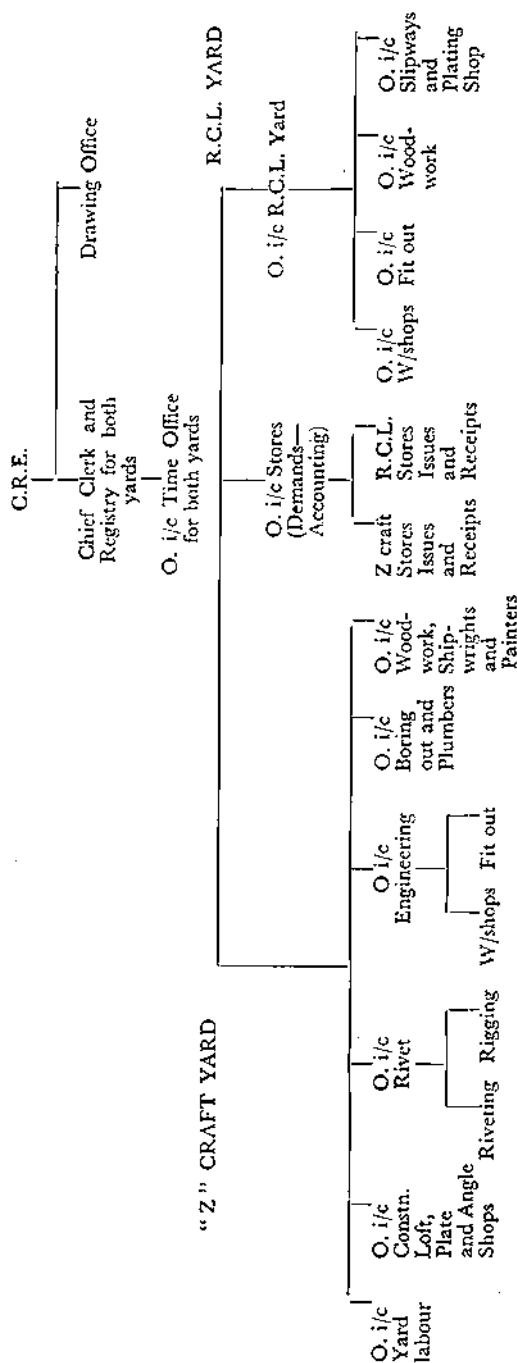 C.R.E.
Chief Clerk and
Registry for both
yards
Drawing Office
O. i/c Time Office
for both yards
"Z" CRAFT YARD
R.C.L. YARD
O. i/c Stores
(Demands—
Accounting)
O. i/c R.C.L. Yard
O. i/c
Yard
labour
O. i/c
Constn.
Loft,
Plate
and Angle
Shops
O. i/c
Rivet
Riveting
Rigging
O i/c
Engineering
W/shops
Fit out
O. i/c
Boring
out and
Plumbers
O. i/c
Wood-
work,
Ship-
wrights
and
Painters
Z craft
Stores
Issues
and
Receipts
R.C.L.
Stores
Issues
and
Receipts
O. i/c
W/shops
O. i/c
Fit out
O. i/c
Wood-
work
O. i/c
Slipways
and
Plating
Shop